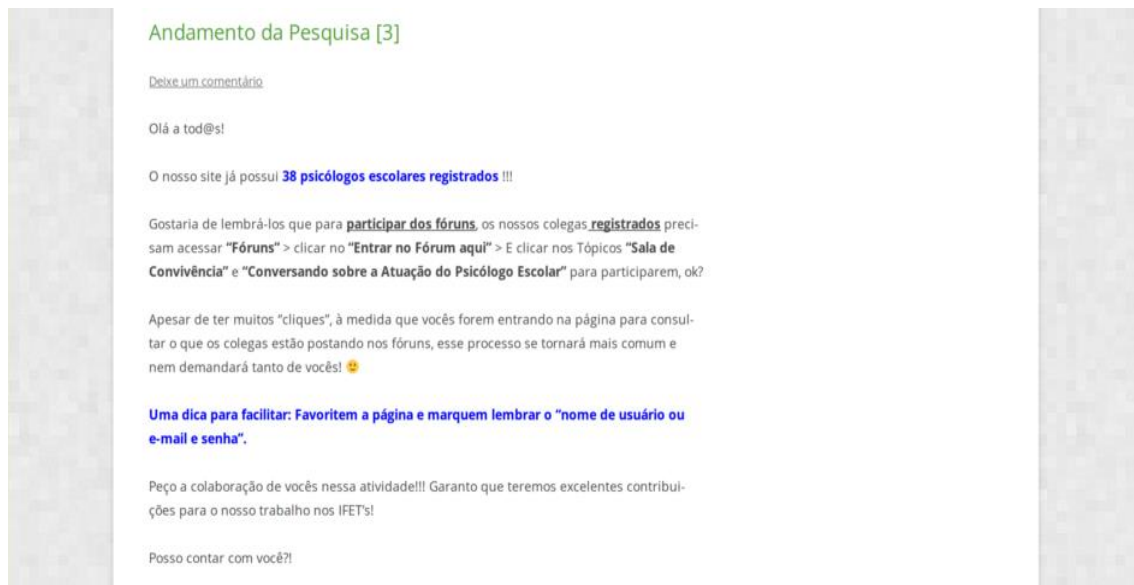 Andamento da Pesquisa [3]
Deixe um comentário
Olá a tod@s!
O nosso site já possui 38 psicólogos escolares registrados !!!
Gostaria de lembrá-los que para participar dos fóruns, os nossos colegas registrados preci-
sam acessar “Fóruns” > clicar no “Entrar no Fórum aqui” > E clicar nos Tópicos “Sala de
Convivência” e “Conversando sobre a Atuação do Psicólogo Escolar” para participarem, ok?
Apesar de ter muitos “cliques”, à medida que vocês forem entrando na página para consul-
tar o que os colegas estão postando nos fóruns, esse processo se tornará mais comum e
nem demandará tanto de vocês! 🙂
Uma dica para facilitar: Favoritem a página e marquem lembrar o “nome de usuário ou
e-mail e senha”.
Peço a colaboração de vocês nessa atividade!!! Garanto que teremos excelentes contribui-
ções para o nosso trabalho nos IFET’s!
Posso contar com você?!